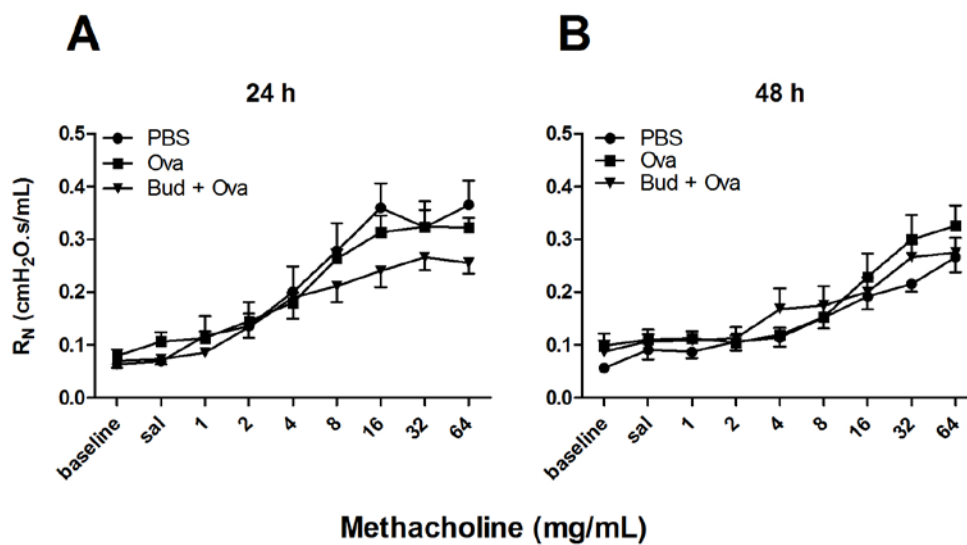 A
24 h
PBS
Ova
Bud + Ova
0.5
0.4
0.3
0.2
0.1
0.0
R_N (cmH₂O.s/mL)
baseline
sal
1
2
4
8
16
32
64
B
48 h
PBS
Ova
Bud + Ova
0.5
0.4
0.3
0.2
0.1
0.0
baseline
sal
1
2
4
8
16
32
64
Methacholine (mg/mL)